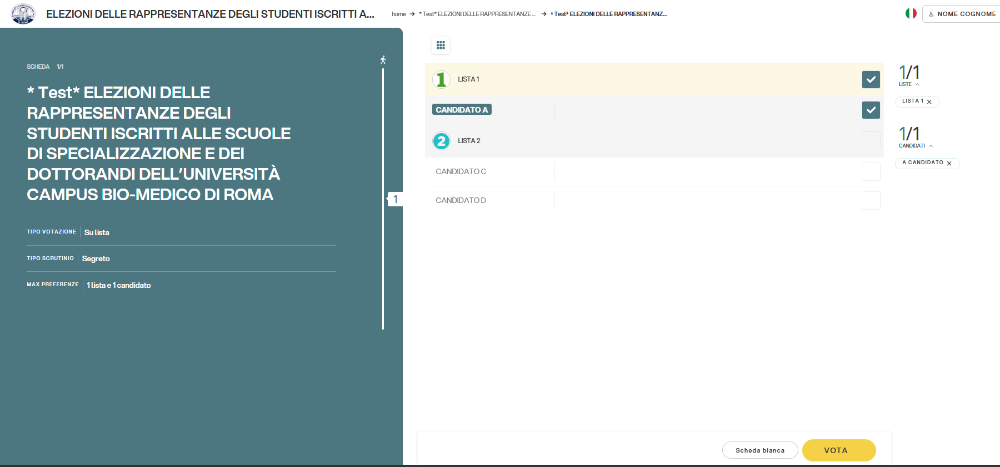 ELEZIONI DELLE RAPPRESENTANZE DEGLI STUDENTI ISCRITTI A...
home → * Test* ELEZIONI DELLE RAPPRESENTANZE ... → * Test* ELEZIONI DELLE RAPPRESENTANZ...
NOME COGNOME
SCHEDA 1/1
* Test* ELEZIONI DELLE
RAPPRESENTANZE DEGLI
STUDENTI ISCRITTI ALLE SCUOLE
DI SPECIALIZZAZIONE E DEI
DOTTORANDI DELL'UNIVERSITÀ
CAMPUS BIO-MEDICO DI ROMA
TIPO VOTAZIONE Su lista
TIPO SCRUTINIO Segreto
MAX PREFERENZE 1 lista e 1 candidato
1
1 LISTA 1
CANDIDATO A
2 LISTA 2
CANDIDATO C
CANDIDATO D
1/1
LISTE
LISTA 1
1/1
CANDIDATI
A CANDIDATO
Scheda bianca
VOTA